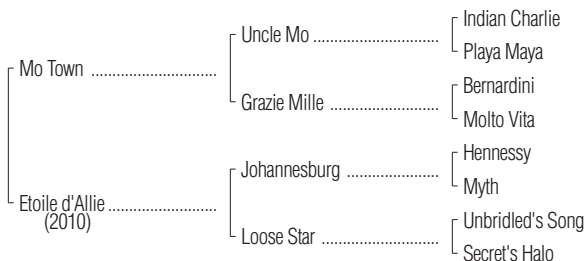 Indian Charlie
Uncle Mo
Playa Maya
Mo Town
Bernardini
Grazie Mille
Molto Vita
Hennessy
Johannesburg
Myth
Etoile d'Allie
(2010)
Unbridled's Song
Loose Star
Secret's Halo